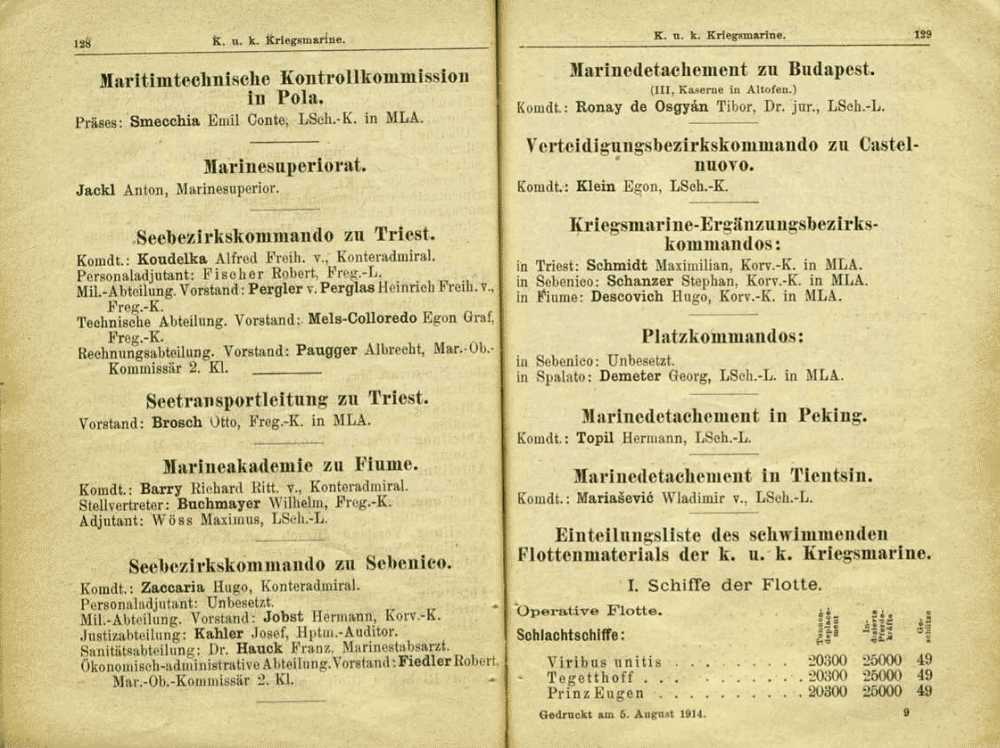 128
K. u. k. Kriegsmarine.
Maritimtechnische Kontrollkommission
in Pola.
Präses: Smecchia Emil Conte, LSch.-K. in MLA.
Marinesuperiorat.
Jackl Anton, Marinesuperior.
Seebezirkskommando zu Triest.
Komdt.: Koudelka Alfred Freih. v., Konteradmiral.
Personaladjutant: Fischer Robert, Freg.-L.
Mil.-Abteilung. Vorstand: Pergler v. Perglas Heinrich Freih. v.,
Freg.-K.
Technische Abteilung. Vorstand: Mels-Colloredo Egon Graf,
Freg.-K.
Rechnungsabteilung. Vorstand: Paugger Albrecht, Mar.-Ob.-
Kommissär 2. Kl.
Seetransportleitung zu Triest.
Vorstand: Brosch Otto, Freg.-K. in MLA.
Marineakademie zu Fiume.
Komdt.: Barry Richard Ritt. v., Konteradmiral.
Stellvertreter: Buchmayer Wilhelm, Freg.-K.
Adjutant: Wöss Maximus, LSch.-L.
Seebezirkskommando zu Sebenico.
Komdt.: Zaccaria Hugo, Konteradmiral.
Personaladjutant: Unbesetzt.
Mil.-Abteilung. Vorstand: Jobst Hermann, Korv.-K.
Justizabteilung: Kahler Josef, Hptm.-Auditor.
Sanitätsabteilung: Dr. Hauck Franz, Marinestabsarzt.
Ökonomisch-administrative Abteilung. Vorstand: Fiedler Robert,
Mar.-Ob.-Kommissär 2. Kl.
K. u. k. Kriegsmarine.
129
Marinedetachement zu Budapest.
(III, Kaserne in Altofen.)
Komdt.: Ronay de Osgyán Tibor, Dr. jur., LSch.-L.
Verteidigungsbezirkskommando zu Castel-
nuovo.
Komdt.: Klein Egon, LSch.-K.
Kriegsmarine-Ergänzungsbezirks-
kommandos:
in Triest: Schmidt Maximilian, Korv.-K. in MLA.
in Sebenico: Schanzer Stephan, Korv.-K. in MLA.
in Fiume: Descovich Hugo, Korv.-K. in MLA.
Platzkommandos:
in Sebenico: Unbesetzt.
in Spalato: Demeter Georg, LSch.-L. in MLA.
Marinedetachement in Peking.
Komdt.: Topil Hermann, LSch.-L.
Marinedetachement in Tientsin.
Komdt.: Mariašević Wladimir v., LSch.-L.
Einteilungsliste des schwimmenden
Flottenmaterials der k. u. k. Kriegsmarine.
I. Schiffe der Flotte.
Operative Flotte.
Schlachtschiffe:
Tonnen-
deplace-
ment
In-
dizierte
Pferde-
kräfte
Ge-
schütze
Viribus unitis . . . . . . . . 20300 25000 49
Tegetthoff . . . . . . . . . . 20300 25000 49
Prinz Eugen . . . . . . . . . 20300 25000 49
Gedruckt am 5. August 1914.
9